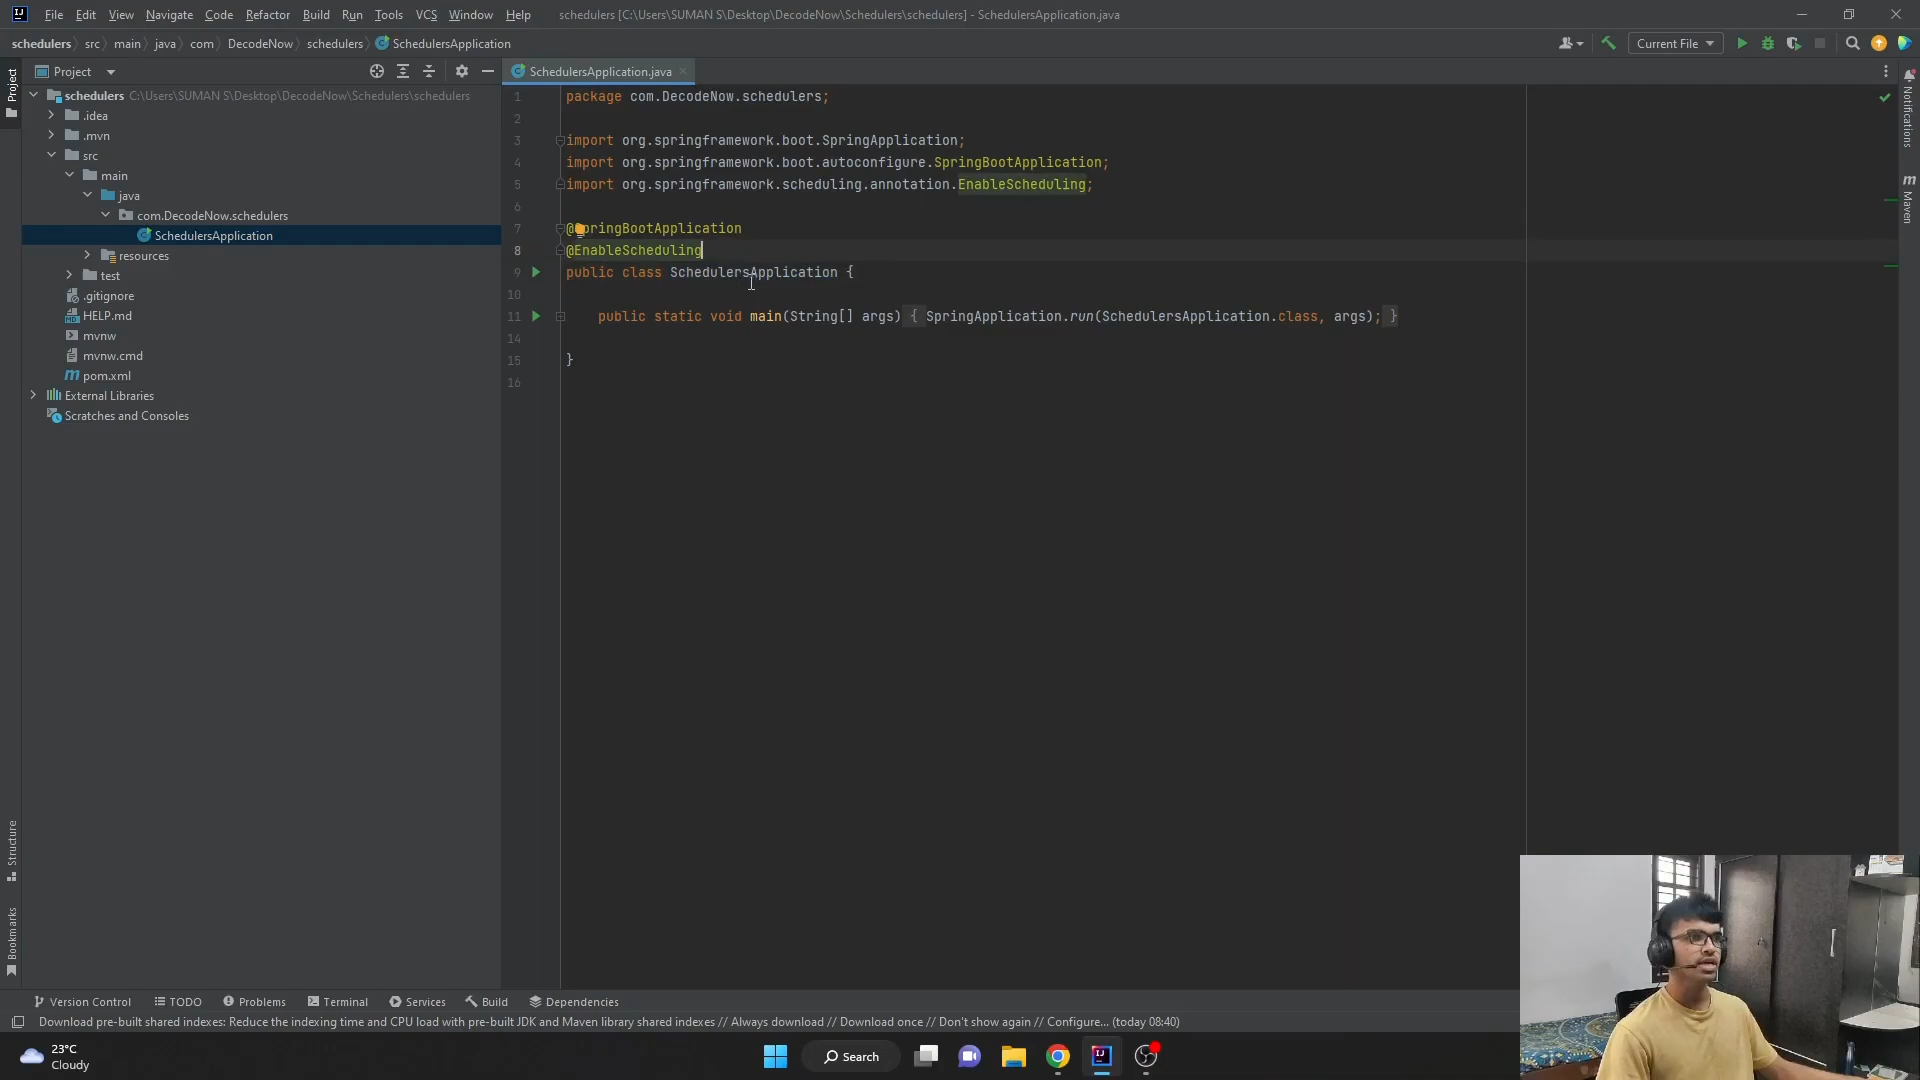 File Edit View Navigate Code Refactor Build Run Tools VCS Window Help schedulers [C:\Users\SUMAN S\Desktop\DecodeNow\Schedulers\schedulers] - SchedulersApplication.java
schedulers src main java com DecodeNow schedulers SchedulersApplication
Current File
Project
SchedulersApplication.java
schedulers C:\Users\SUMAN S\Desktop\DecodeNow\Schedulers\schedulers
.idea
.mvn
src
main
java
com.DecodeNow.schedulers
SchedulersApplication
resources
test
.gitignore
HELP.md
mvnw
mvnw.cmd
pom.xml
External Libraries
Scratches and Consoles
1 package com.DecodeNow.schedulers;
2
3 import org.springframework.boot.SpringApplication;
4 import org.springframework.boot.autoconfigure.SpringBootApplication;
5 import org.springframework.scheduling.annotation.EnableScheduling;
6
7 @SpringBootApplication
8 @EnableScheduling
9 public class SchedulersApplication {
10
11 public static void main(String[] args) { SpringApplication.run(SchedulersApplication.class, args); }
14
15 }
16
Project
Structure
Bookmarks
Notifications
Maven
Version Control TODO Problems Terminal Services Build Dependencies
Download pre-built shared indexes: Reduce the indexing time and CPU load with pre-built JDK and Maven library shared indexes // Always download // Download once // Don't show again // Configure... (today 08:40)
23°C
Cloudy
Search